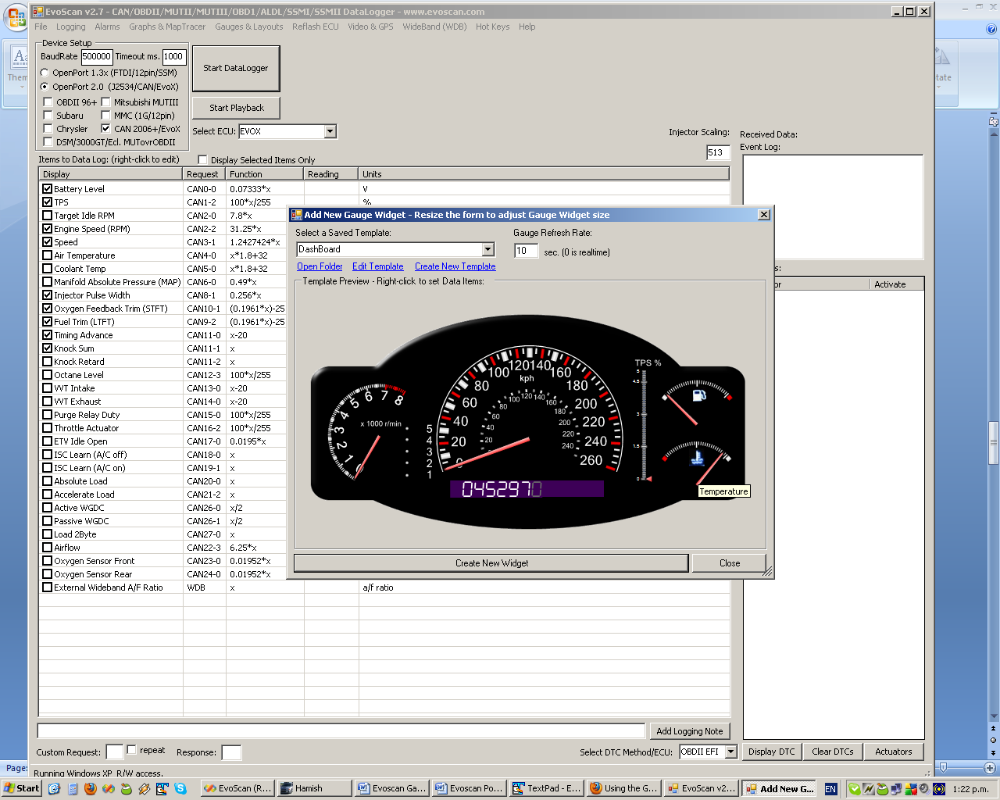 EvoScan v2.7 - CAN/OBDII/MUTII/MUTIII/OBD1/ALDL/SSMI/SSMII DataLogger - www.evoscan.com
File Logging Alarms Graphs & MapTracer Gauges & Layouts Reflash ECU Video & GPS WideBand (WDB) Hot Keys Help
Device Setup
BaudRate 500000 Timeout ms. 1000
OpenPort 1.3x (FTDI/12pin/SSM)
OpenPort 2.0 (J2534/CAN/EvoX)
OBDII 96+ Mitsubishi MUTIII
Subaru MMC (1G/12pin)
Chrysler CAN 2006+/EvoX
DSM/3000GT/Ecl. MUTovrOBDII
Start DataLogger
Start Playback
Select ECU: EVOX
Injector Scaling:
513
Received Data:
Event Log:
Items to Data Log: (right-click to edit) Display Selected Items Only
Display Request Function Reading Units
Battery Level CAN0-0 0.07333*x V
TPS CAN1-2 100*x/255 %
Target Idle RPM CAN2-0 7.8*x
Engine Speed (RPM) CAN2-2 31.25*x
Speed CAN3-1 1.2427424*x
Air Temperature CAN4-0 x*1.8+32
Coolant Temp CAN5-0 x*1.8+32
Manifold Absolute Pressure (MAP) CAN6-0 0.49*x
Injector Pulse Width CAN8-1 0.256*x
Oxygen Feedback Trim (STFT) CAN10-1 (0.1961*x)-25
Fuel Trim (LTFT) CAN9-2 (0.1961*x)-25
Timing Advance CAN11-0 x-20
Knock Sum CAN11-1 x
Knock Retard CAN11-2 x
Octane Level CAN12-3 100*x/255
VVT Intake CAN13-0 x-20
VVT Exhaust CAN14-0 x-20
Purge Relay Duty CAN15-0 100*x/255
Throttle Actuator CAN16-2 100*x/255
ETV Idle Open CAN17-0 0.0195*x
ISC Learn (A/C off) CAN18-0 x
ISC Learn (A/C on) CAN19-1 x
Absolute Load CAN20-0 x
Accelerate Load CAN21-2 x
Active WGDC CAN26-0 x/2
Passive WGDC CAN26-1 x/2
Load 2Byte CAN27-0 x
Airflow CAN22-3 6.25*x
Oxygen Sensor Front CAN23-0 0.01952*x
Oxygen Sensor Rear CAN24-0 0.01952*x
External Wideband A/F Ratio WDB x a/f ratio
Add New Gauge Widget - Resize the form to adjust Gauge Widget size
Select a Saved Template: Gauge Refresh Rate:
DashBoard 10 sec. (0 is realtime)
Open Folder Edit Template Create New Template
Template Preview - Right-click to set Data Items:
0 1 2 3 4 5 6 7 8
x 1000 r/min
5
4
3
2
1
0 20 40 60 80 100 120 140 160 180 200 220 240 260
kph
20 40 60 80 100 120 140 160 180 200 220 240
0452970
TPS %
5
4.5
3
1.5
0
Temperature
Create New Widget Close
s:
or Activate
Add Logging Note
Custom Request: repeat Response:
Select DTC Method/ECU: OBDII EFI Display DTC Clear DTCs Actuators
Running Windows XP R/W access.
Them
tate
Page:
Start EvoScan (R... Hamish Evoscan Ga... Evoscan Po... TextPad - E... Using the G... EvoScan v2... Add New G... EN 1:22 p.m.